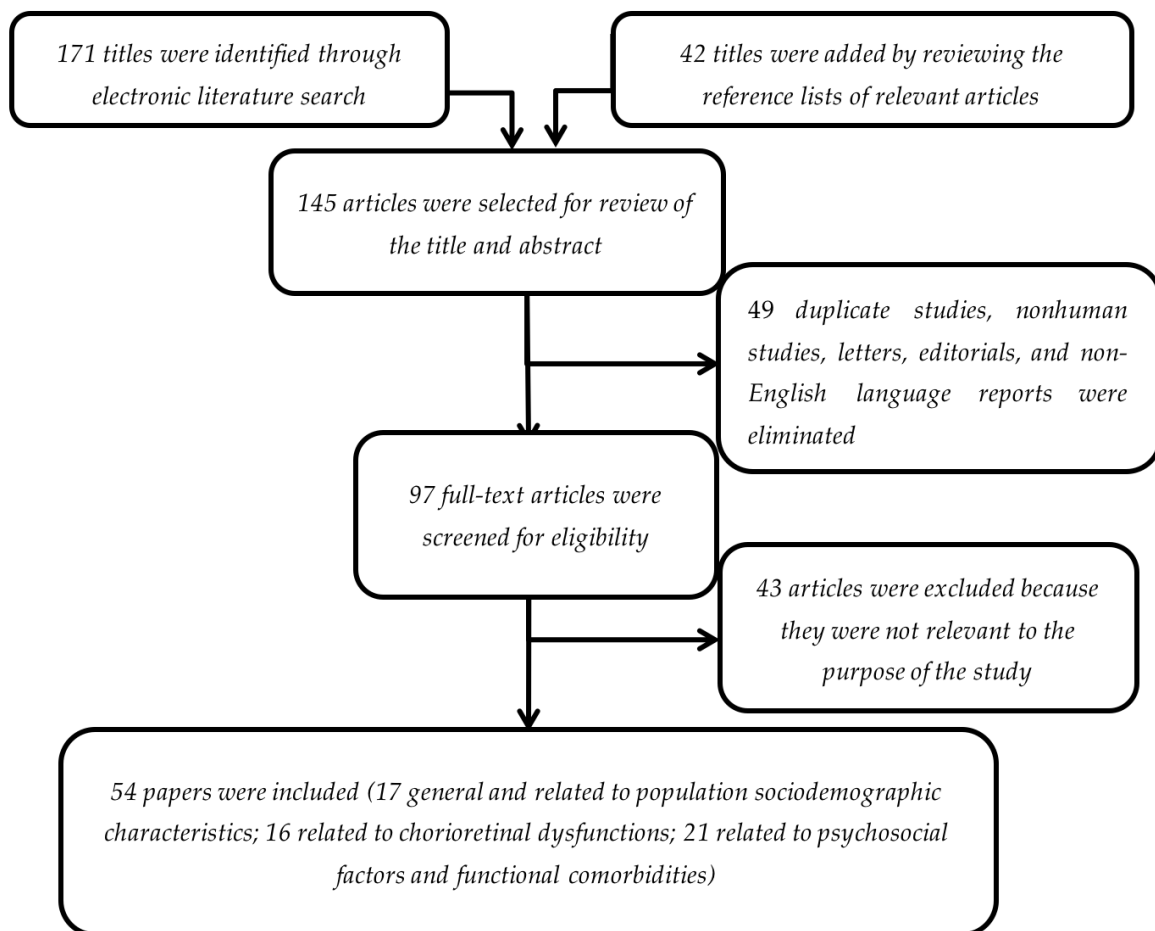 171 titles were identified through
electronic literature search
42 titles were added by reviewing the
reference lists of relevant articles
145 articles were selected for review of
the title and abstract
49 duplicate studies, nonhuman
studies, letters, editorials, and non-
English language reports were
eliminated
97 full-text articles were
screened for eligibility
43 articles were excluded because
they were not relevant to the
purpose of the study
54 papers were included (17 general and related to population sociodemographic
characteristics; 16 related to chorioretinal dysfunctions; 21 related to psychosocial
factors and functional comorbidities)